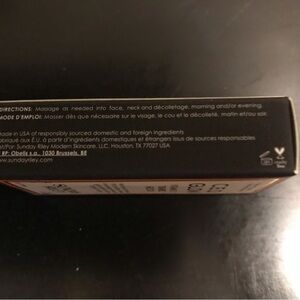 DIRECTIONS: Massage as needed into face, neck and décolletage, morning and/or evening.
MODE D'EMPLOI: Masser dès que nécessaire sur le visage, le cou et le décolleté, matin et/ou soir.
Made in USA of responsibly sourced domestic and foreign ingredients
Fabriqué aux É.U. à partir d'ingrédients domestiques et étrangers issus de sources responsables
Sunday Riley Modern Skincare, LLC, Houston, TX 77027 USA
RP: Obelis s.a., 1030 Brussels, BE
www.sundayriley.com